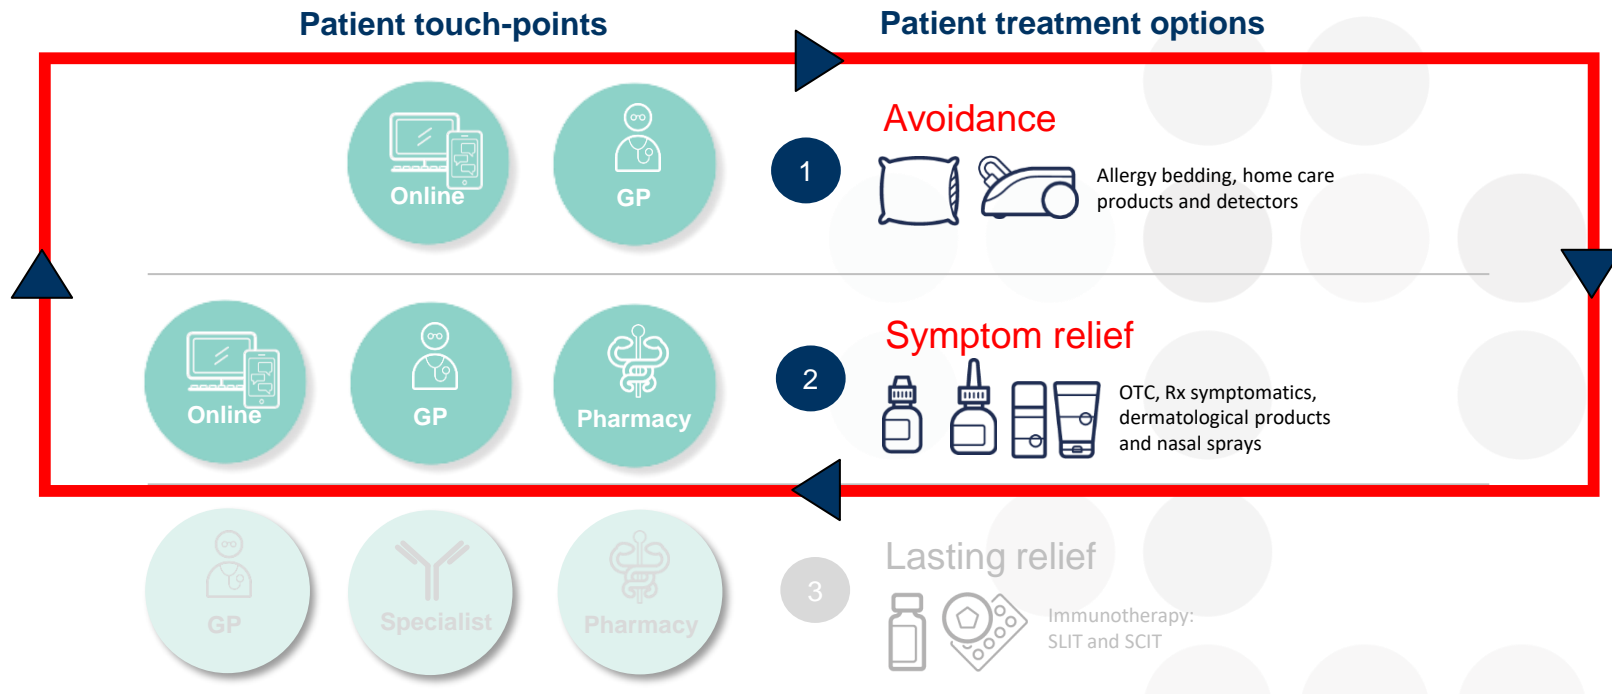 Patient touch-points
Patient treatment options
Online
GP
1
Avoidance
Allergy bedding, home care
products and detectors
Online
GP
Pharmacy
2
Symptom relief
OTC, Rx symptomatics,
dermatological products
and nasal sprays
GP
Specialist
Pharmacy
3
Lasting relief
Immunotherapy:
SLIT and SCIT